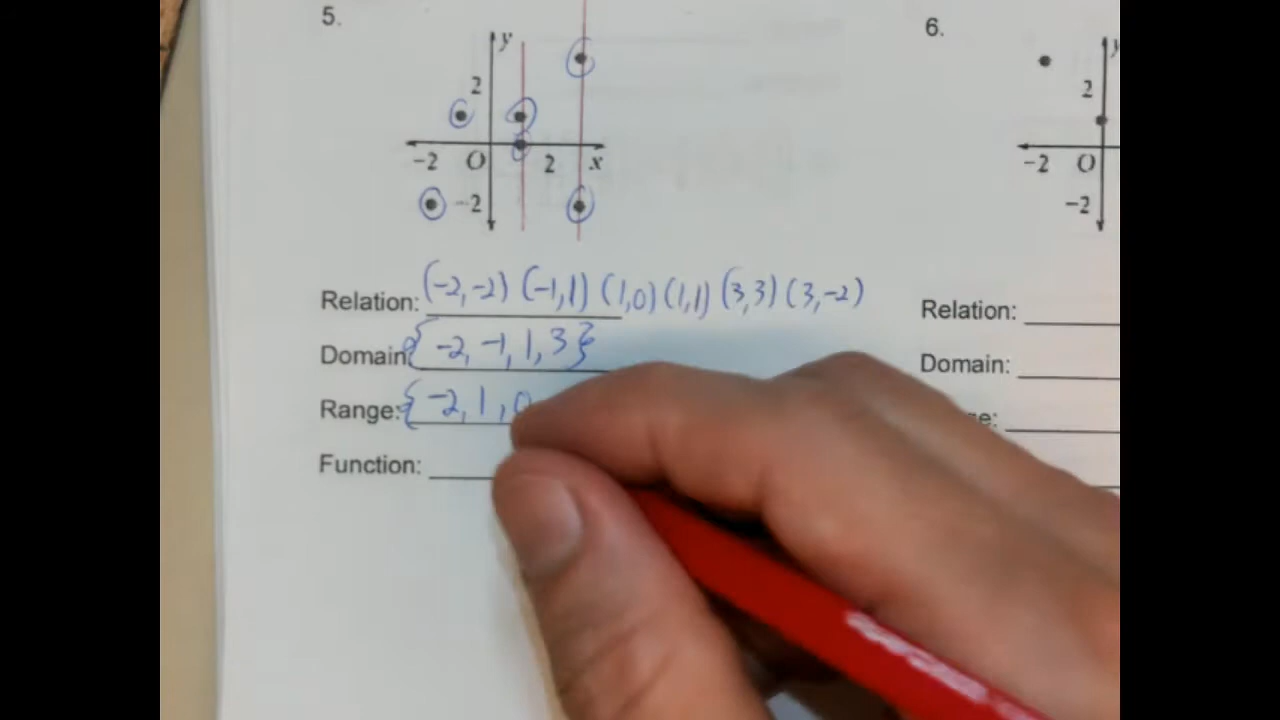 5.
6.
y
y
2
2
-2 O 2 x
-2 O
-2
-2
Relation: (-2,-2) (-1,1) (1,0) (1,1) (3,3) (3,-2)
Relation:
Domain: {-2, -1, 1, 3}
Domain:
Range: {-2, 1, 0
Function: